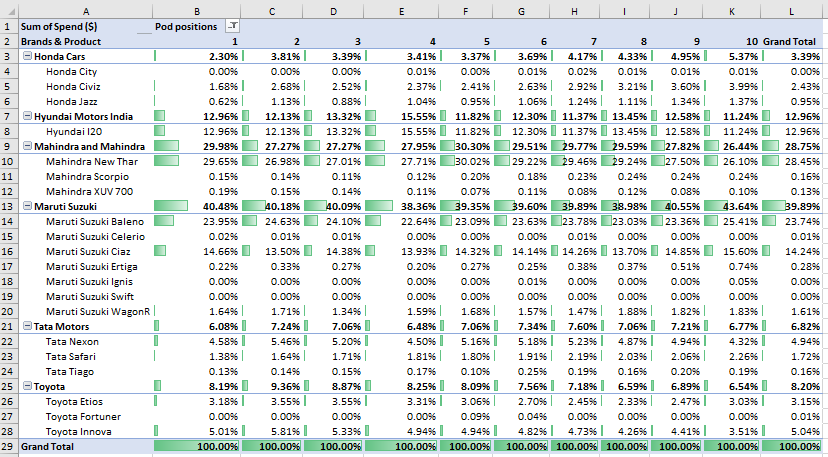 A B C D E F G H I J K L
1 Sum of Spend ($) Pod positions
2 Brands & Product 1 2 3 4 5 6 7 8 9 10 Grand Total
3 Honda Cars 2.30% 3.81% 3.39% 3.41% 3.37% 3.69% 4.17% 4.33% 4.95% 5.37% 3.39%
4 Honda City 0.00% 0.00% 0.00% 0.00% 0.01% 0.00% 0.02% 0.01% 0.01% 0.01% 0.00%
5 Honda Civiz 1.68% 2.68% 2.52% 2.37% 2.41% 2.63% 2.92% 3.21% 3.60% 3.99% 2.43%
6 Honda Jazz 0.62% 1.13% 0.88% 1.04% 0.95% 1.06% 1.24% 1.11% 1.34% 1.37% 0.95%
7 Hyundai Motors India 12.96% 12.13% 13.32% 15.55% 11.82% 12.30% 11.37% 13.45% 12.58% 11.24% 12.96%
8 Hyundai I20 12.96% 12.13% 13.32% 15.55% 11.82% 12.30% 11.37% 13.45% 12.58% 11.24% 12.96%
9 Mahindra and Mahindra 29.98% 27.27% 27.27% 27.95% 30.30% 29.51% 29.77% 29.59% 27.82% 26.44% 28.75%
10 Mahindra New Thar 29.65% 26.98% 27.01% 27.71% 30.02% 29.22% 29.46% 29.24% 27.50% 26.10% 28.45%
11 Mahindra Scorpio 0.15% 0.14% 0.11% 0.12% 0.20% 0.18% 0.23% 0.24% 0.24% 0.24% 0.16%
12 Mahindra XUV 700 0.19% 0.15% 0.14% 0.11% 0.07% 0.11% 0.08% 0.12% 0.08% 0.10% 0.13%
13 Maruti Suzuki 40.48% 40.18% 40.09% 38.36% 39.35% 39.60% 39.89% 38.98% 40.55% 43.64% 39.89%
14 Maruti Suzuki Baleno 23.95% 24.63% 24.10% 22.64% 23.09% 23.63% 23.78% 23.03% 23.36% 25.41% 23.74%
15 Maruti Suzuki Celerio 0.02% 0.01% 0.01% 0.00% 0.00% 0.00% 0.01% 0.00% 0.00% 0.00% 0.01%
16 Maruti Suzuki Ciaz 14.66% 13.50% 14.38% 13.93% 14.32% 14.14% 14.26% 13.70% 14.85% 15.60% 14.24%
17 Maruti Suzuki Ertiga 0.22% 0.33% 0.27% 0.20% 0.27% 0.25% 0.38% 0.37% 0.51% 0.74% 0.28%
18 Maruti Suzuki Ignis 0.00% 0.00% 0.00% 0.00% 0.00% 0.01% 0.00% 0.00% 0.00% 0.05% 0.00%
19 Maruti Suzuki Swift 0.00% 0.00% 0.00% 0.00% 0.00% 0.00% 0.00% 0.00% 0.00% 0.00% 0.00%
20 Maruti Suzuki WagonR 1.64% 1.71% 1.34% 1.59% 1.68% 1.57% 1.47% 1.88% 1.82% 1.83% 1.61%
21 Tata Motors 6.08% 7.24% 7.06% 6.48% 7.06% 7.34% 7.60% 7.06% 7.21% 6.77% 6.82%
22 Tata Nexon 4.58% 5.46% 5.20% 4.50% 5.16% 5.18% 5.23% 4.87% 4.94% 4.32% 4.94%
23 Tata Safari 1.38% 1.64% 1.71% 1.81% 1.80% 1.91% 2.19% 2.03% 2.06% 2.26% 1.72%
24 Tata Tiago 0.13% 0.14% 0.15% 0.17% 0.10% 0.25% 0.19% 0.16% 0.20% 0.19% 0.16%
25 Toyota 8.19% 9.36% 8.87% 8.25% 8.09% 7.56% 7.18% 6.59% 6.89% 6.54% 8.20%
26 Toyota Etios 3.18% 3.55% 3.55% 3.31% 3.06% 2.70% 2.45% 2.33% 2.47% 3.03% 3.15%
27 Toyota Fortuner 0.00% 0.00% 0.00% 0.00% 0.09% 0.04% 0.00% 0.00% 0.00% 0.00% 0.01%
28 Toyota Innova 5.01% 5.81% 5.33% 4.94% 4.94% 4.82% 4.73% 4.26% 4.41% 3.51% 5.04%
29 Grand Total 100.00% 100.00% 100.00% 100.00% 100.00% 100.00% 100.00% 100.00% 100.00% 100.00% 100.00%